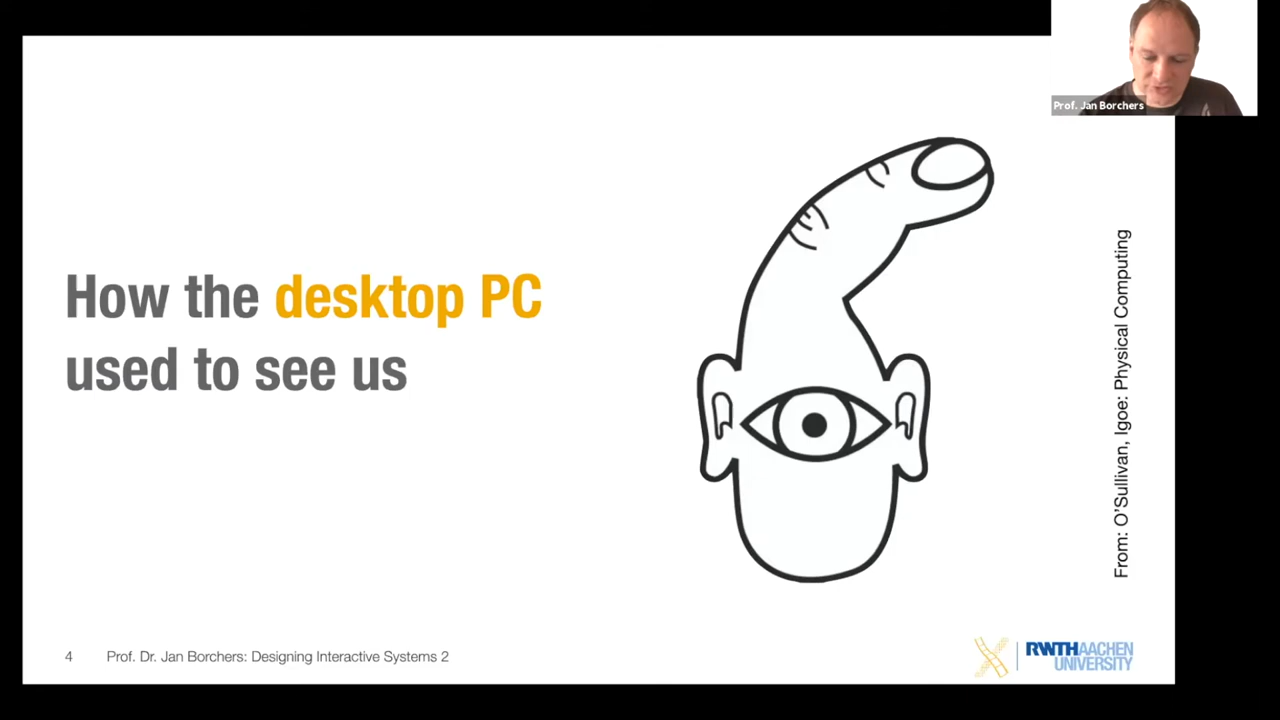 Prof. Jan Borchers
How the desktop PC
used to see us
From: O'Sullivan, Igoe: Physical Computing
4 Prof. Dr. Jan Borchers: Designing Interactive Systems 2
RWTHAACHEN
UNIVERSITY